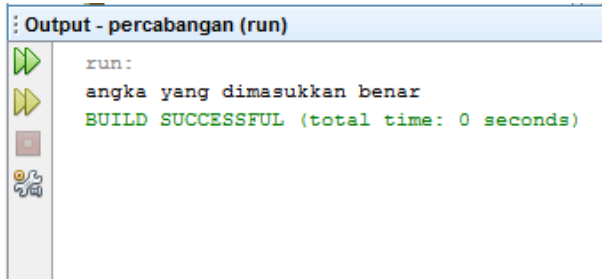 Output - percabangan (run)
run:
angka yang dimasukkan benar
BUILD SUCCESSFUL (total time: 0 seconds)